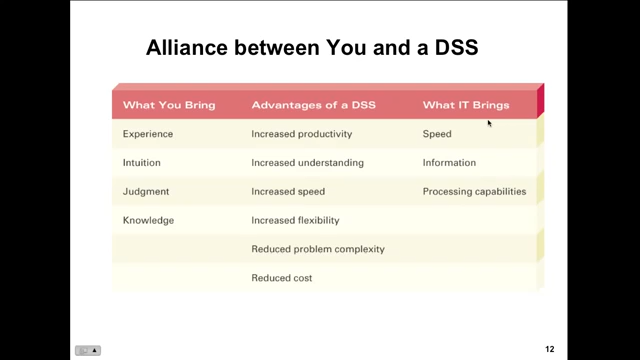 Alliance between You and a DSS
What You Bring Advantages of a DSS What IT Brings
Experience Increased productivity Speed
Intuition Increased understanding Information
Judgment Increased speed Processing capabilities
Knowledge Increased flexibility
Reduced problem complexity
Reduced cost
12